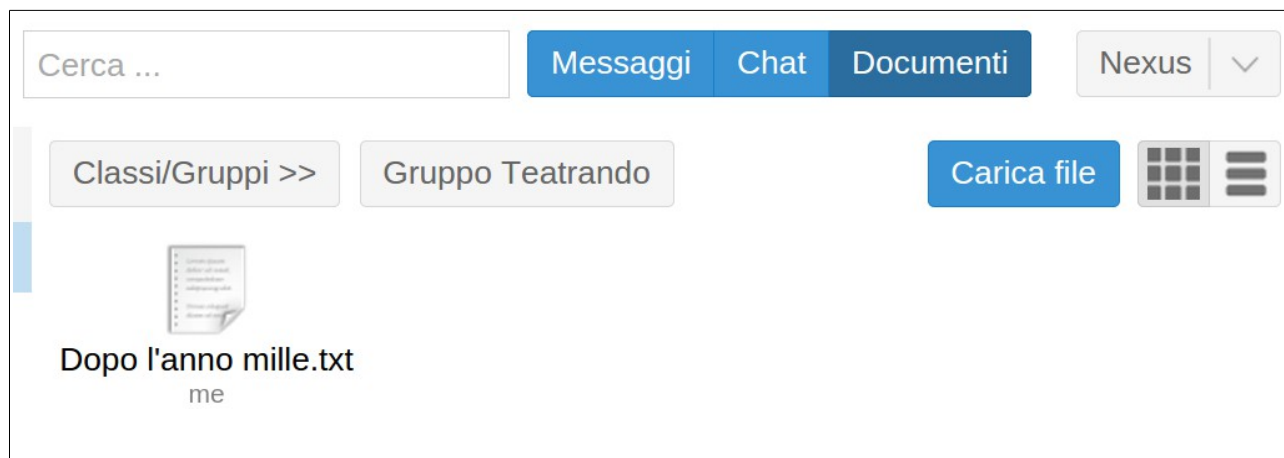 Cerca ...
Messaggi
Chat
Documenti
Nexus
Classi/Gruppi >>
Gruppo Teatrando
Carica file
Dopo l'anno mille.txt
me